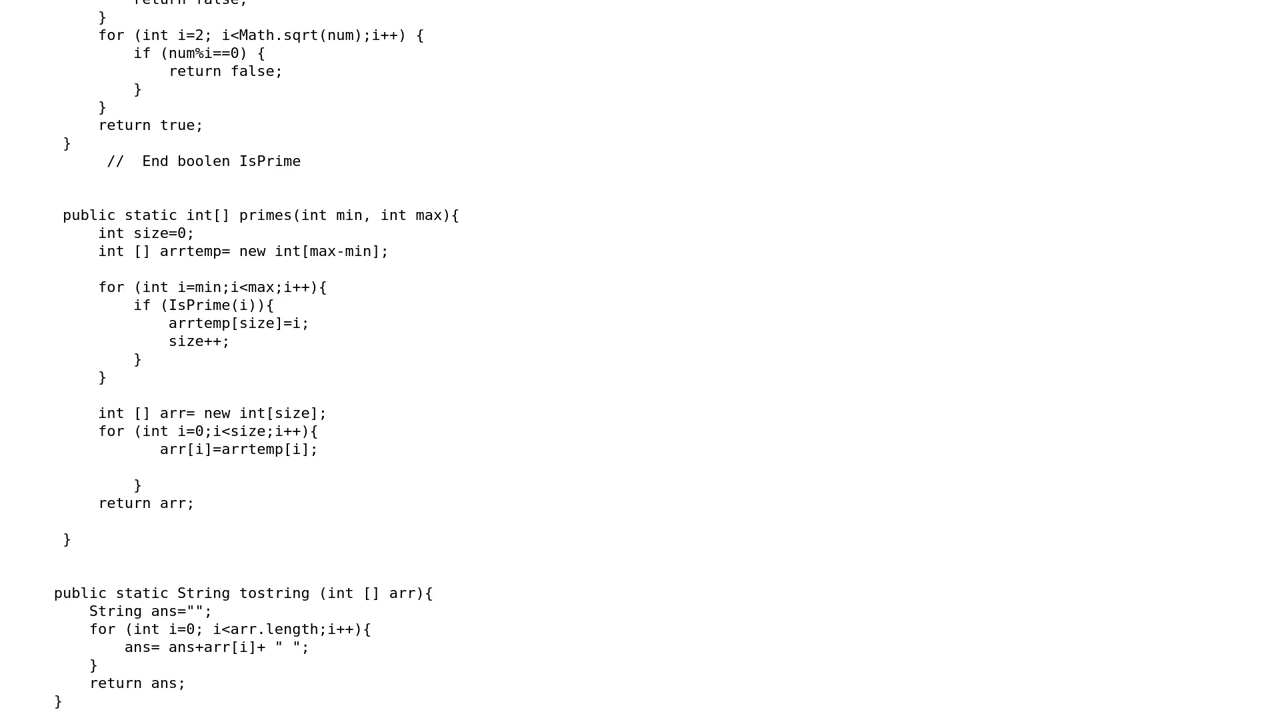 return false;
}
for (int i=2; i<Math.sqrt(num);i++) {
if (num%i==0) {
return false;
}
}
return true;
}
//  End boolen IsPrime
public static int[] primes(int min, int max){
int size=0;
int [] arrtemp= new int[max-min];
for (int i=min;i<max;i++){
if (IsPrime(i)){
arrtemp[size]=i;
size++;
}
}
int [] arr= new int[size];
for (int i=0;i<size;i++){
arr[i]=arrtemp[i];
}
return arr;
}
public static String tostring (int [] arr){
String ans="";
for (int i=0; i<arr.length;i++){
ans= ans+arr[i]+ " ";
}
return ans;
}